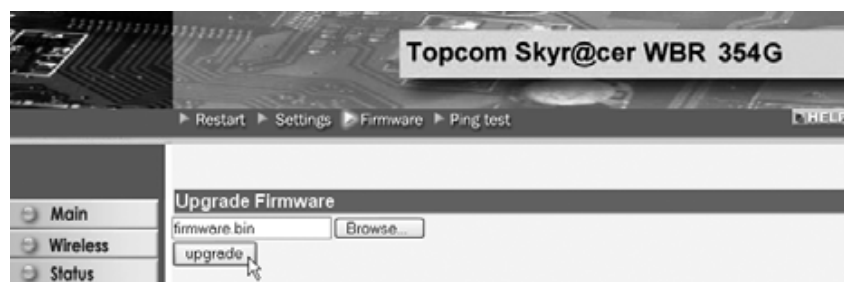 Topcom Skyr@cer WBR 354G
Restart Settings Firmware Ping test HELP
Upgrade Firmware
Main
firmware.bin Browse...
Wireless
upgrade
Status